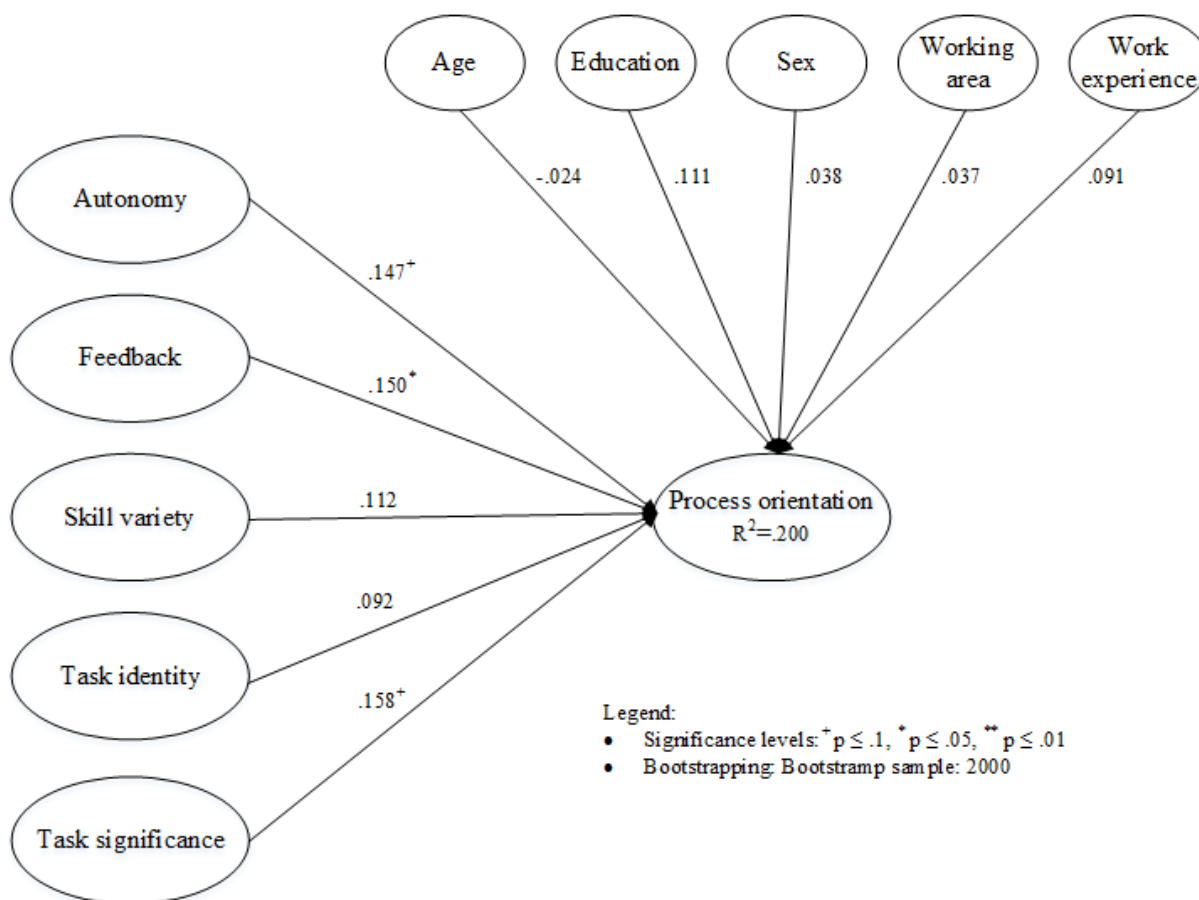 Age
Education
Sex
Working
area
Work
experience
-.024
.111
.038
.037
.091
Autonomy
.147⁺
Feedback
.150*
Skill variety
.112
Process orientation
R²=.200
Task identity
.092
Task significance
.158⁺
Legend:
• Significance levels: ⁺p ≤ .1, *p ≤ .05, **p ≤ .01
• Bootstrapping: Bootstramp sample: 2000